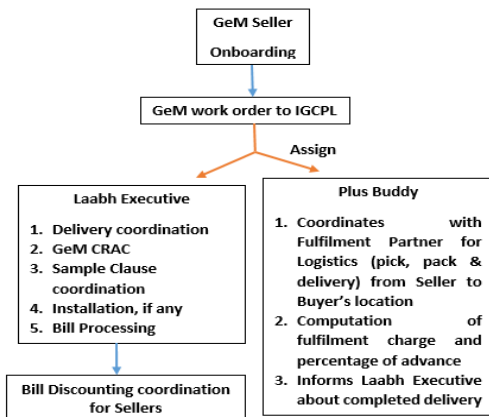 GeM Seller
Onboarding
GeM work order to IGCPL
Assign
Laabh Executive
1. Delivery coordination
2. GeM CRAC
3. Sample Clause
coordination
4. Installation, if any
5. Bill Processing
Plus Buddy
1. Coordinates with
Fulfilment Partner for
Logistics (pick, pack &
delivery) from Seller to
Buyer's location
2. Computation of
fulfilment charge and
percentage of advance
3. Informs Laabh Executive
about completed delivery
Bill Discounting coordination
for Sellers